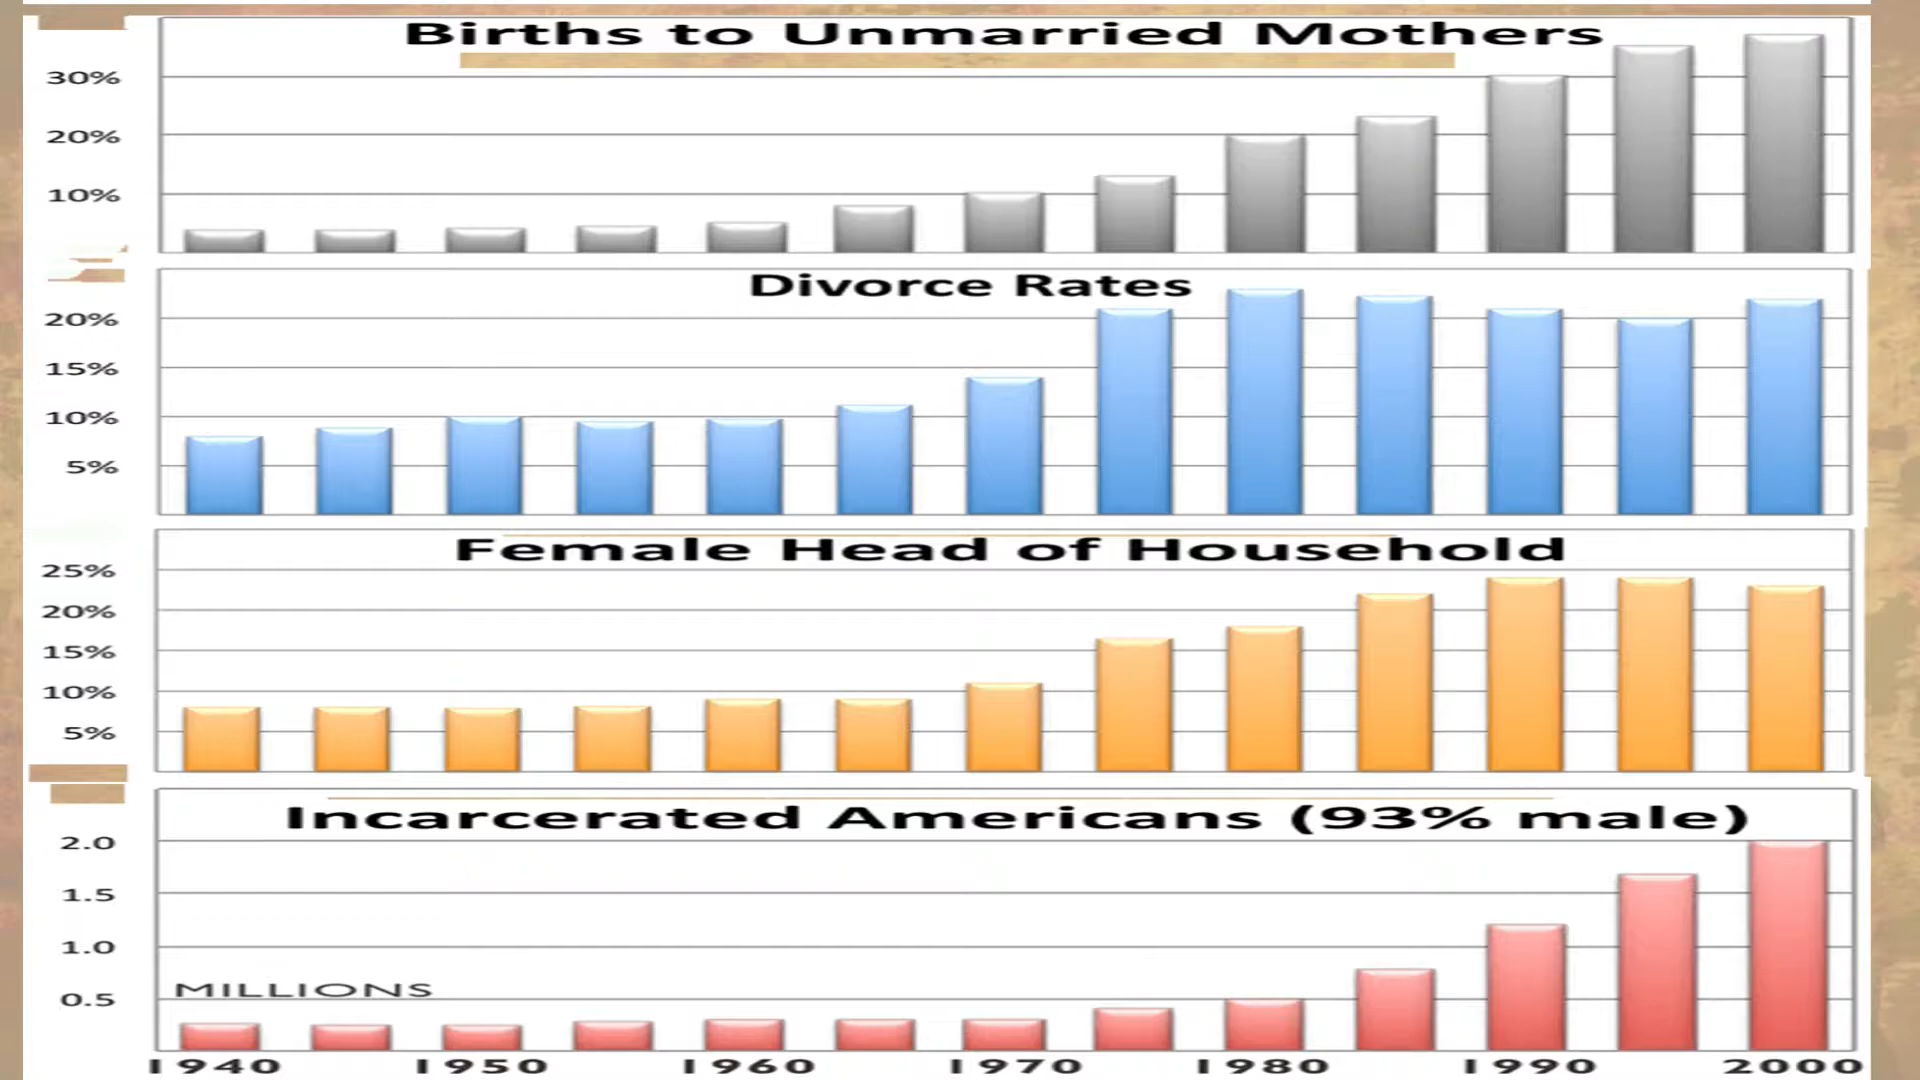 Births to Unmarried Mothers
30%
20%
10%
Divorce Rates
20%
15%
10%
5%
Female Head of Household
25%
20%
15%
10%
5%
Incarcerated Americans (93% male)
2.0
1.5
1.0
MILLIONS
0.5
1940 1950 1960 1970 1980 1990 2000